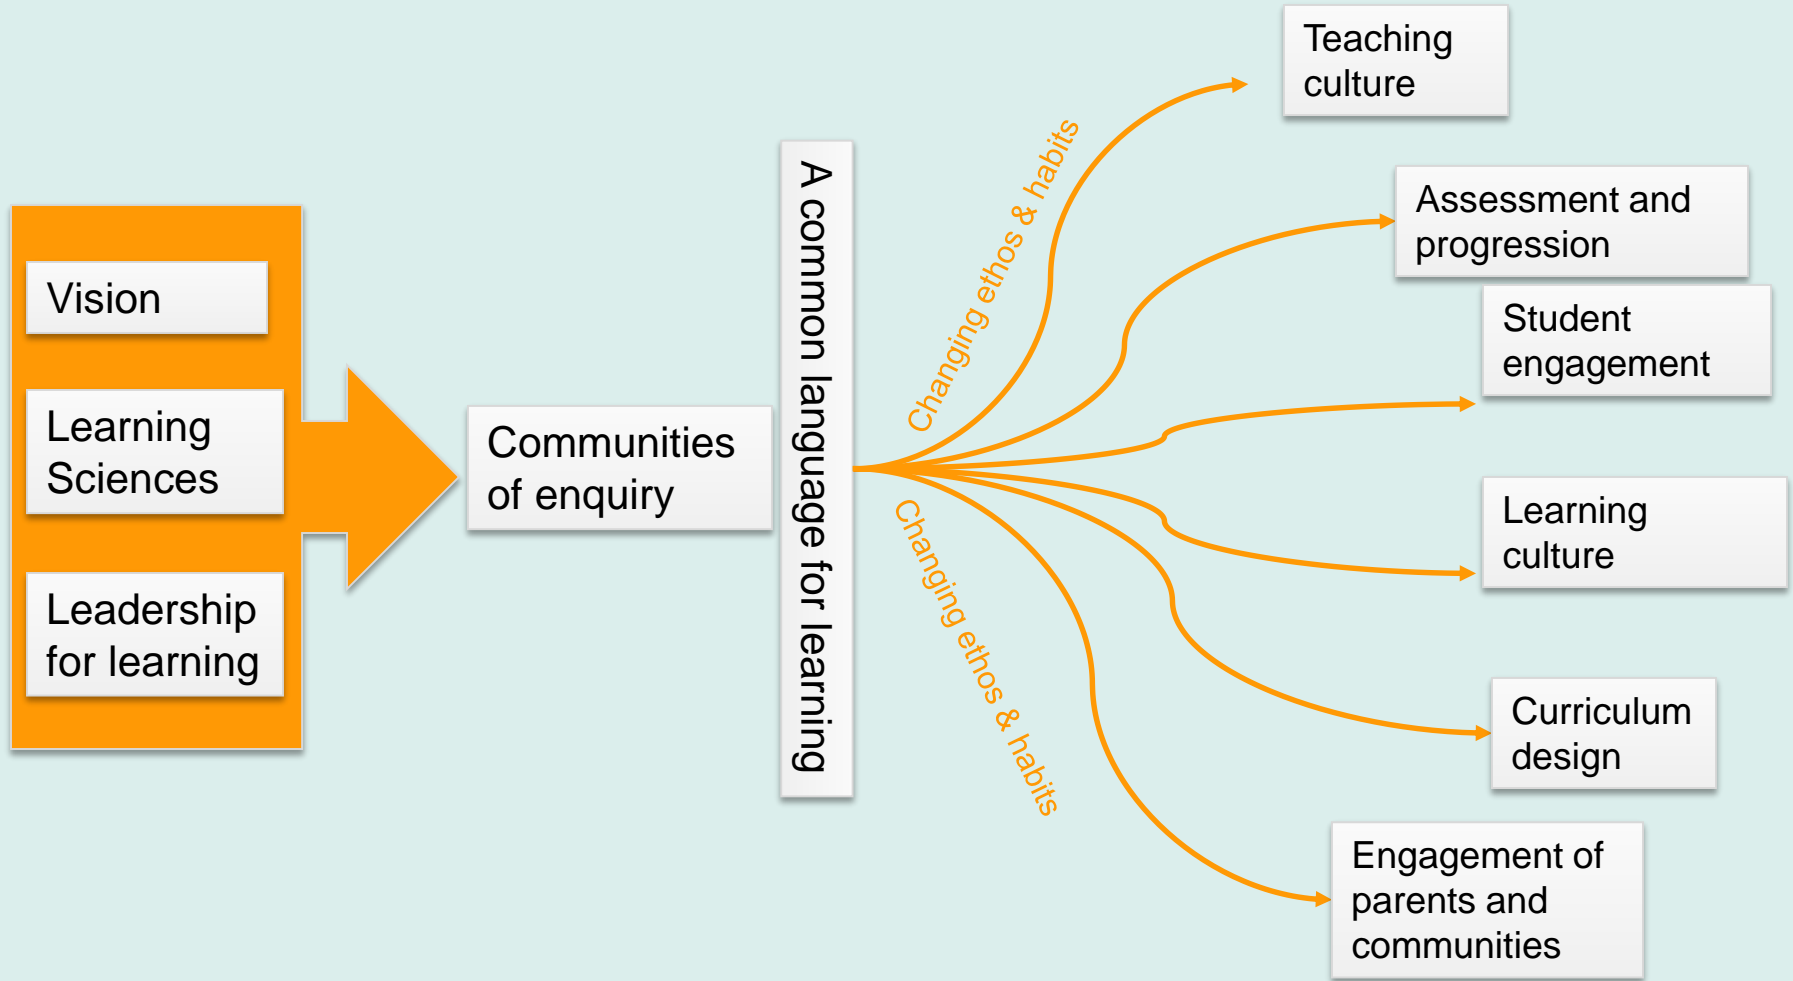 Vision
Learning
Sciences
Leadership
for learning
Communities
of enquiry
A common language for learning
Changing ethos & habits
Changing ethos & habits
Teaching
culture
Assessment and
progression
Student
engagement
Learning
culture
Curriculum
design
Engagement of
parents and
communities